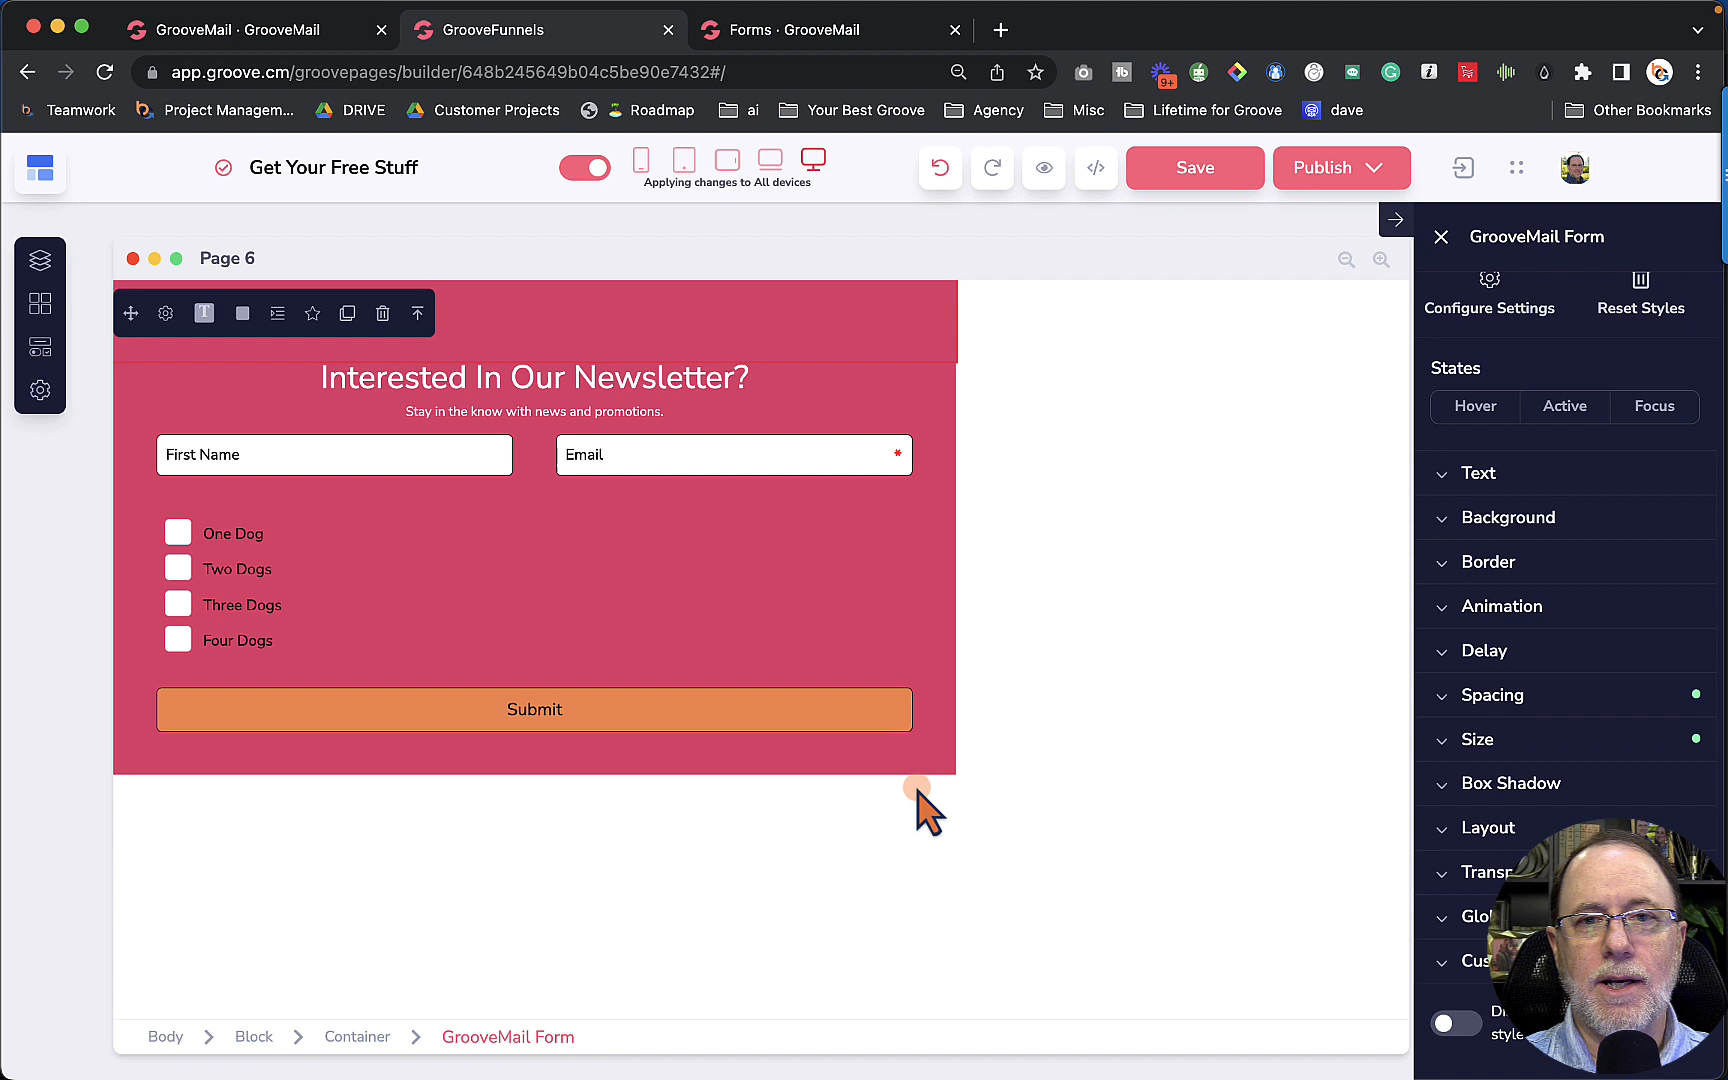 GrooveMail · GrooveMail
GrooveFunnels
Forms · GrooveMail
app.groove.cm/groovepages/builder/648b245649b04c5be90e7432#/
9+
Teamwork
Project Managem...
DRIVE
Customer Projects
Roadmap
ai
Your Best Groove
Agency
Misc
Lifetime for Groove
dave
Other Bookmarks
Get Your Free Stuff
Applying changes to All devices
Save
Publish
Page 6
GrooveMail Form
Configure Settings
Reset Styles
States
Hover
Active
Focus
Text
Background
Border
Animation
Delay
Spacing
Size
Box Shadow
Layout
Interested In Our Newsletter?
Stay in the know with news and promotions.
First Name
Email *
One Dog
Two Dogs
Three Dogs
Four Dogs
Submit
Body
Block
Container
GrooveMail Form